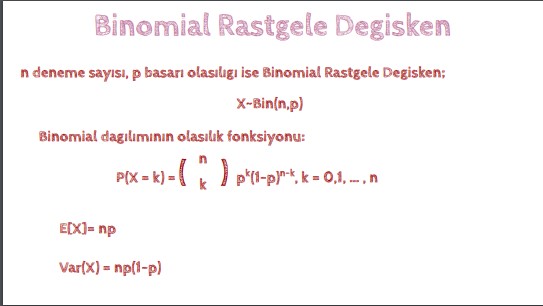 Binomial Rastgele Degisken
n deneme sayısı, p basarı olasılıgı ise Binomial Rastgele Degisken;
X~Bin(n,p)
Binomial dagılımının olasılık fonksiyonu:
P(X = k) = ( n k ) pᵏ(1-p)ⁿ⁻ᵏ, k = 0,1, ... , n
E[X]= np
Var(X) = np(1-p)